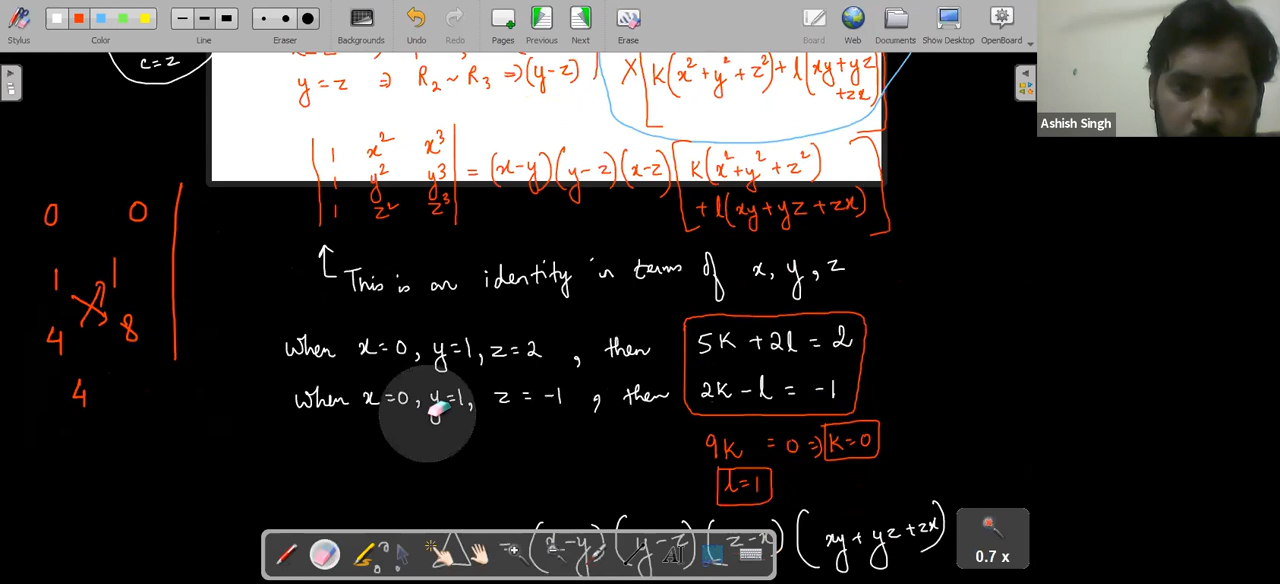 Stylus Color Line Eraser Backgrounds Undo Redo Pages Previous Next Erase Board Web Documents Show Desktop OpenBoard
c=z
y=z ⇒ R₂ ~ R₃ ⇒ (y-z)
X [K(x²+y²+z²)+l(xy+yz
+zx)]
Ashish Singh
| 1 x² x³ |
| 1 y² y³ | = (x-y)(y-z)(x-z) [K(x²+y²+z²)
| 1 z² z³ | +l(xy+yz+zx)]
0 0
1 1
4 8
4
This is an identity in terms of x, y, z
When x=0, y=1, z=2, then 5K+2l=2
When x=0, y=1, z=-1, then 2K-l=-1
9K =0 ⇒ K=0
l=1
(x-y)(y-z)(z-x)(xy+yz+zx)
0.7 x